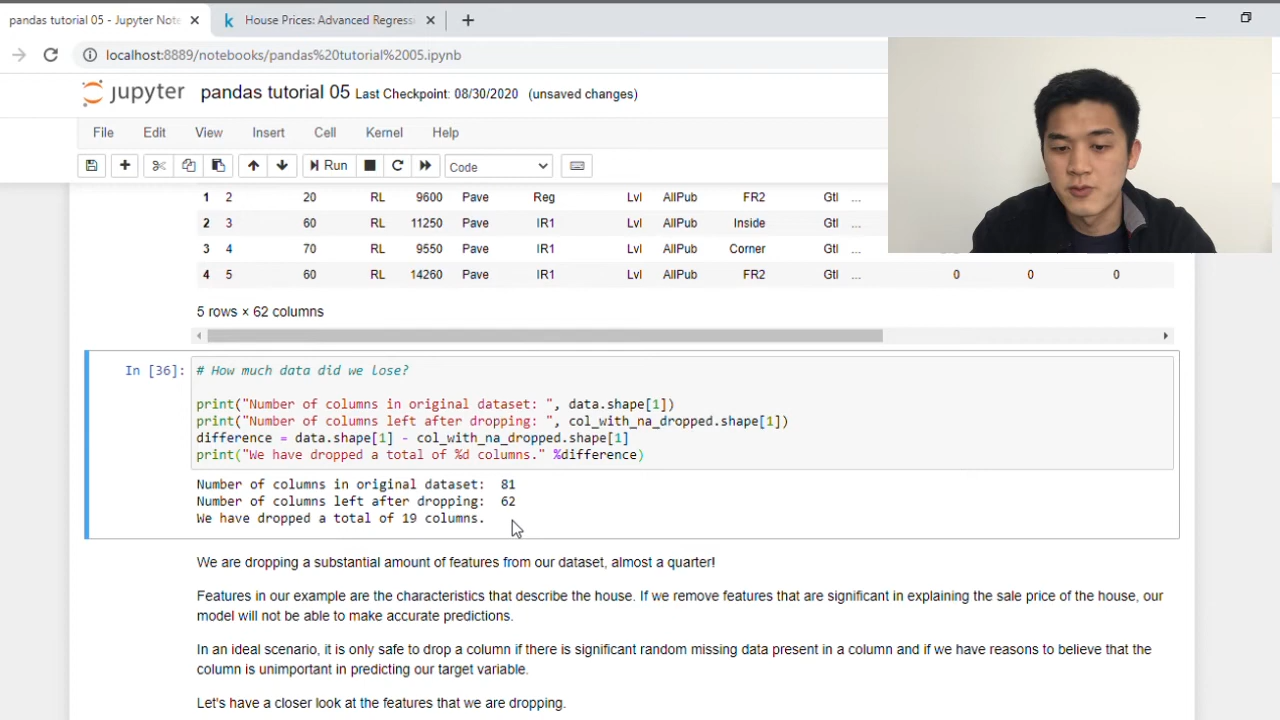 pandas tutorial 05 - Jupyter Note
House Prices: Advanced Regress
localhost:8889/notebooks/pandas%20tutorial%2005.ipynb
jupyter pandas tutorial 05 Last Checkpoint: 08/30/2020 (unsaved changes)
File Edit View Insert Cell Kernel Help
Run Code
1 2 20 RL 9600 Pave Reg Lvl AllPub FR2 Gtl ...
2 3 60 RL 11250 Pave IR1 Lvl AllPub Inside Gtl ...
3 4 70 RL 9550 Pave IR1 Lvl AllPub Corner Gtl ...
4 5 60 RL 14260 Pave IR1 Lvl AllPub FR2 Gtl ... 0 0 0
5 rows × 62 columns
In [36]: # How much data did we lose?
print("Number of columns in original dataset: ", data.shape[1])
print("Number of columns left after dropping: ", col_with_na_dropped.shape[1])
difference = data.shape[1] - col_with_na_dropped.shape[1]
print("We have dropped a total of %d columns." %difference)
Number of columns in original dataset:  81
Number of columns left after dropping:  62
We have dropped a total of 19 columns.
We are dropping a substantial amount of features from our dataset, almost a quarter!
Features in our example are the characteristics that describe the house. If we remove features that are significant in explaining the sale price of the house, our
model will not be able to make accurate predictions.
In an ideal scenario, it is only safe to drop a column if there is significant random missing data present in a column and if we have reasons to believe that the
column is unimportant in predicting our target variable.
Let's have a closer look at the features that we are dropping.